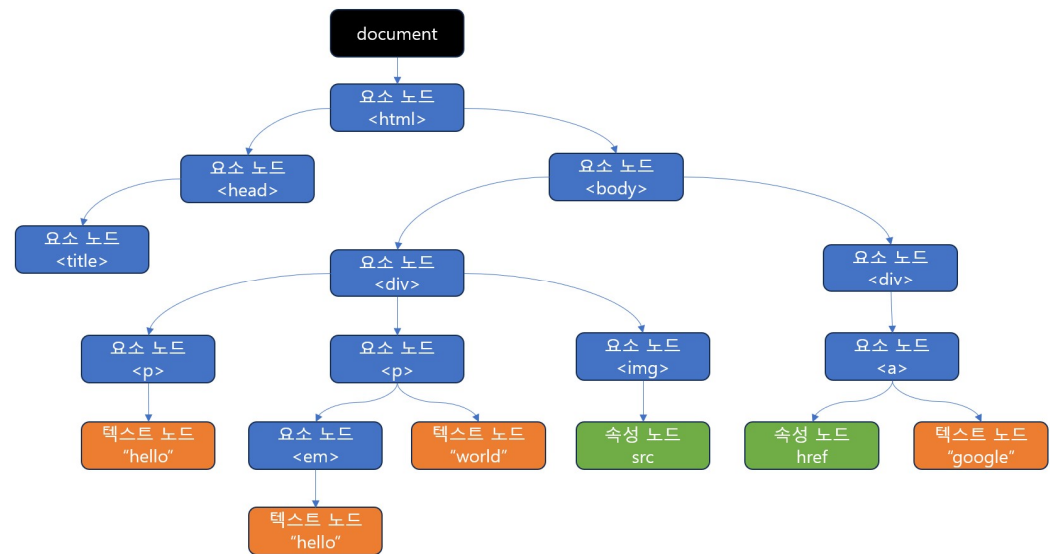 document
요소 노드
<html>
요소 노드
<head>
요소 노드
<body>
요소 노드
<title>
요소 노드
<div>
요소 노드
<div>
요소 노드
<p>
요소 노드
<p>
요소 노드
<img>
요소 노드
<a>
텍스트 노드
"hello"
요소 노드
<em>
텍스트 노드
"world"
속성 노드
src
속성 노드
href
텍스트 노드
"google"
텍스트 노드
"hello"